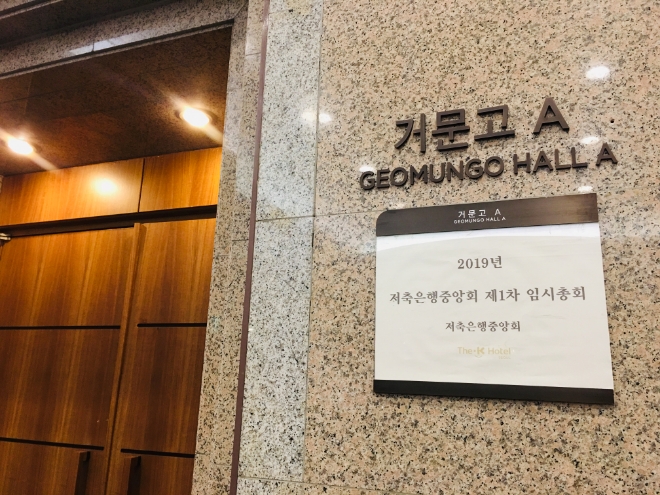 거문고 A
GEOMUNGO HALL A
거문고 A
GEOMUNGO HALL A
2019년
저축은행중앙회 제1차 임시총회
저축은행중앙회
The-K Hotel